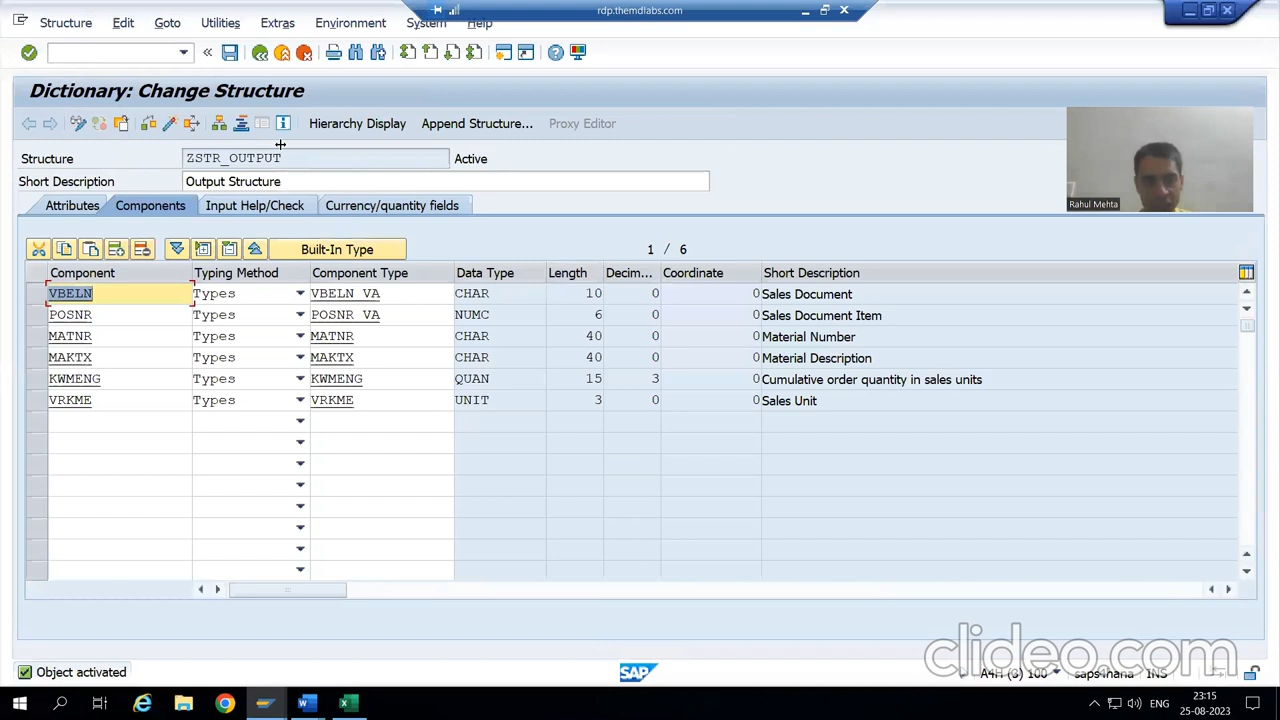 rdp.themdlabs.com
Structure Edit Goto Utilities Extras Environment System Help
Dictionary: Change Structure
Hierarchy Display Append Structure... Proxy Editor
Structure ZSTR_OUTPUT Active
Short Description Output Structure
Rahul Mehta
Attributes Components Input Help/Check Currency/quantity fields
Built-In Type 1 / 6
Component Typing Method Component Type Data Type Length Decim... Coordinate Short Description
VBELN Types VBELN_VA CHAR 10 0 0 Sales Document
POSNR Types POSNR_VA NUMC 6 0 0 Sales Document Item
MATNR Types MATNR CHAR 40 0 0 Material Number
MAKTX Types MAKTX CHAR 40 0 0 Material Description
KWMENG Types KWMENG QUAN 15 3 0 Cumulative order quantity in sales units
VRKME Types VRKME UNIT 3 0 0 Sales Unit
clideo.com
Object activated SAP A4H (3) 100 saps4hana INS
23:15
ENG
25-08-2023